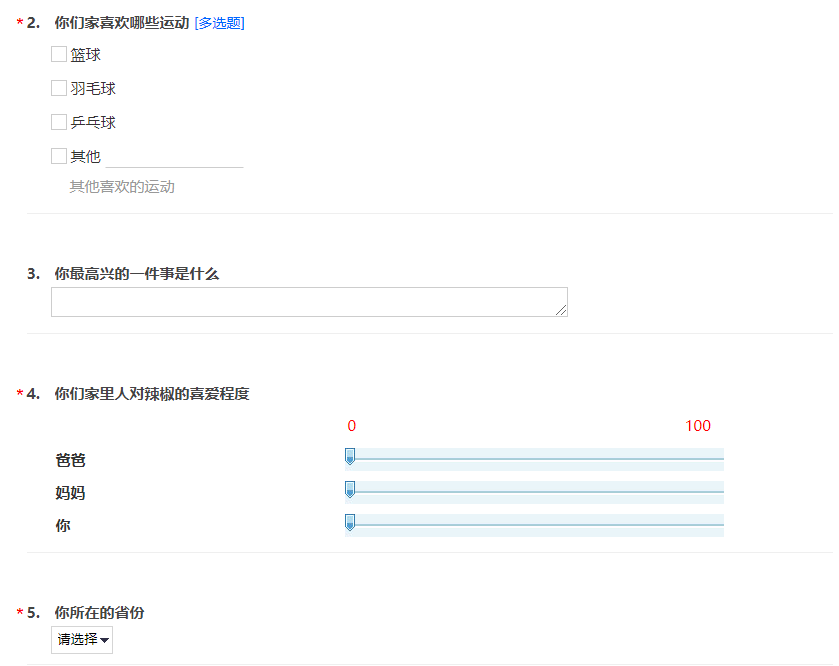 * 2. 你们家喜欢哪些运动 [多选题]
篮球
羽毛球
乒乓球
其他
其他喜欢的运动
3. 你最高兴的一件事是什么
* 4. 你们家里人对辣椒的喜爱程度
0 100
爸爸
妈妈
你
* 5. 你所在的省份
请选择